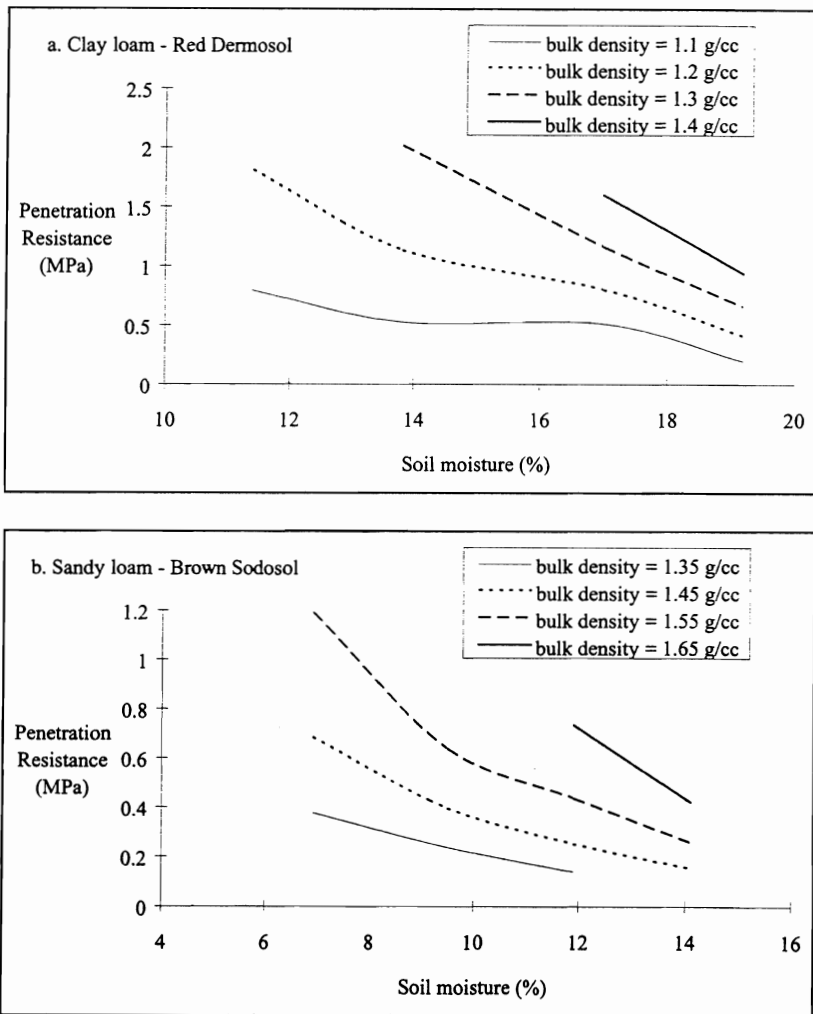 a. Clay loam - Red Dermosol
bulk density = 1.1 g/cc
bulk density = 1.2 g/cc
bulk density = 1.3 g/cc
bulk density = 1.4 g/cc
2.5
2
1.5
1
0.5
0
Penetration
Resistance
(MPa)
10 12 14 16 18 20
Soil moisture (%)
b. Sandy loam - Brown Sodosol
bulk density = 1.35 g/cc
bulk density = 1.45 g/cc
bulk density = 1.55 g/cc
bulk density = 1.65 g/cc
1.2
1
0.8
0.6
0.4
0.2
0
Penetration
Resistance
(MPa)
4 6 8 10 12 14 16
Soil moisture (%)